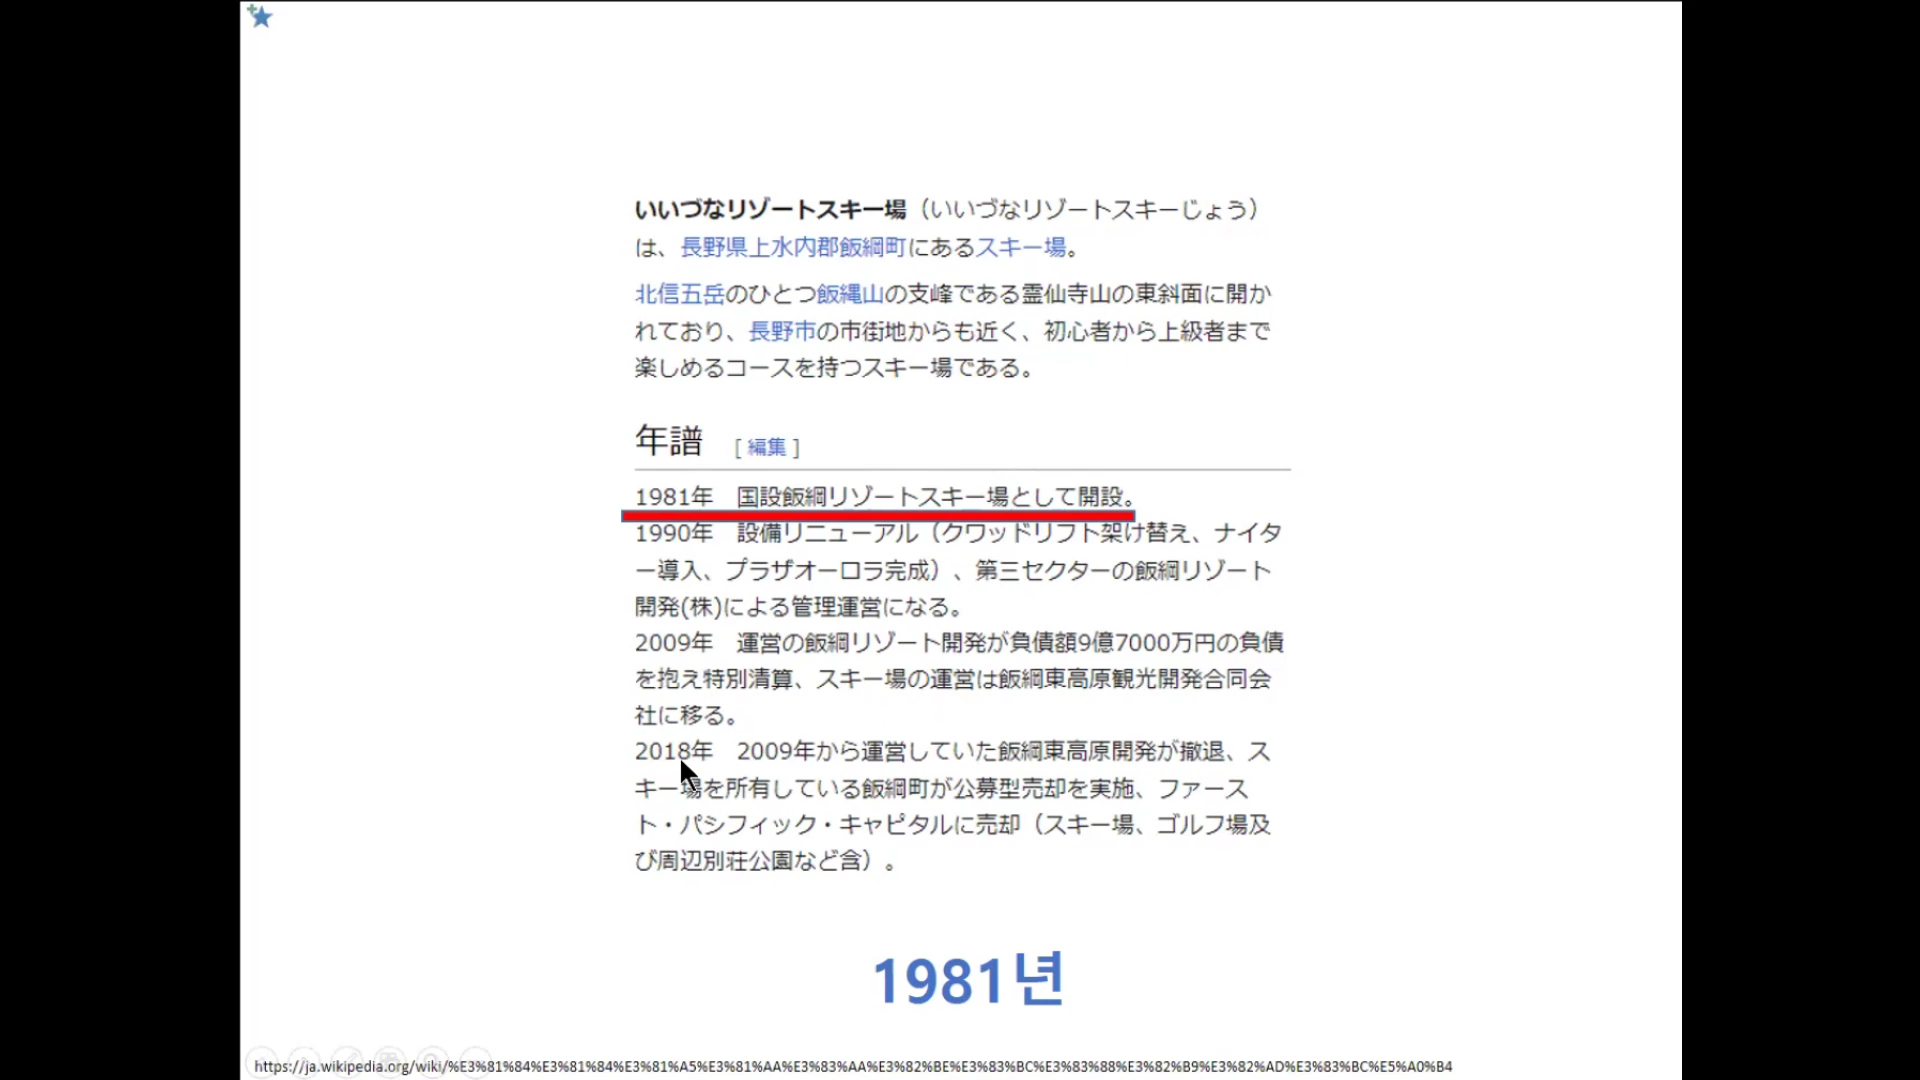 いいづなリゾートスキー場（いいづなリゾートスキーじょう）
は、長野県上水内郡飯綱町にあるスキー場。
北信五岳のひとつ飯縄山の支峰である霊仙寺山の東斜面に開か
れており、長野市の市街地からも近く、初心者から上級者まで
楽しめるコースを持つスキー場である。
年譜 [ 編集 ]
1981年　国設飯綱リゾートスキー場として開設。
1990年　設備リニューアル（クワッドリフト架け替え、ナイタ
ー導入、プラザオーロラ完成）、第三セクターの飯綱リゾート
開発(株)による管理運営になる。
2009年　運営の飯綱リゾート開発が負債額9億7000万円の負債
を抱え特別清算、スキー場の運営は飯綱東高原観光開発合同会
社に移る。
2018年　2009年から運営していた飯綱東高原開発が撤退、ス
キー場を所有している飯綱町が公募型売却を実施、ファース
ト・パシフィック・キャピタルに売却（スキー場、ゴルフ場及
び周辺別荘公園など含）。
1981년
https://ja.wikipedia.org/wiki/%E3%81%84%E3%81%84%E3%81%A5%E3%81%AA%E3%83%AA%E3%82%BE%E3%83%BC%E3%83%88%E3%82%B9%E3%82%AD%E3%83%BC%E5%A0%B4